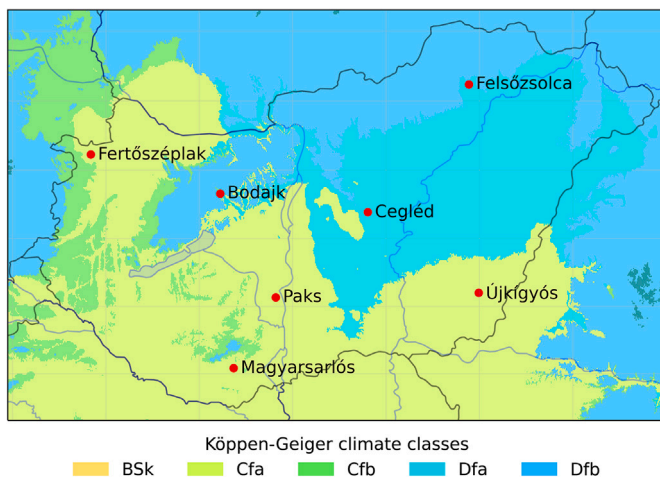 Felsőzsolca
Fertőszéplak
Bodajk
Cegléd
Paks
Újkígyós
Magyarsarlós
Köppen-Geiger climate classes
BSk Cfa Cfb Dfa Dfb